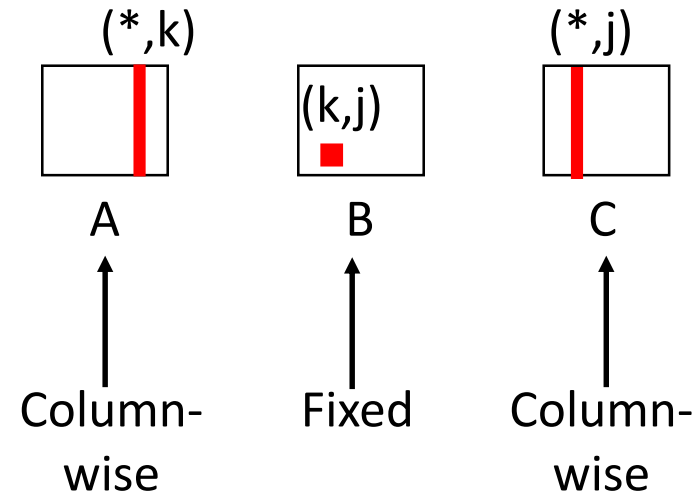 (*,k)
(*,j)
(k,j)
A
B
C
Column-
wise
Fixed
Column-
wise